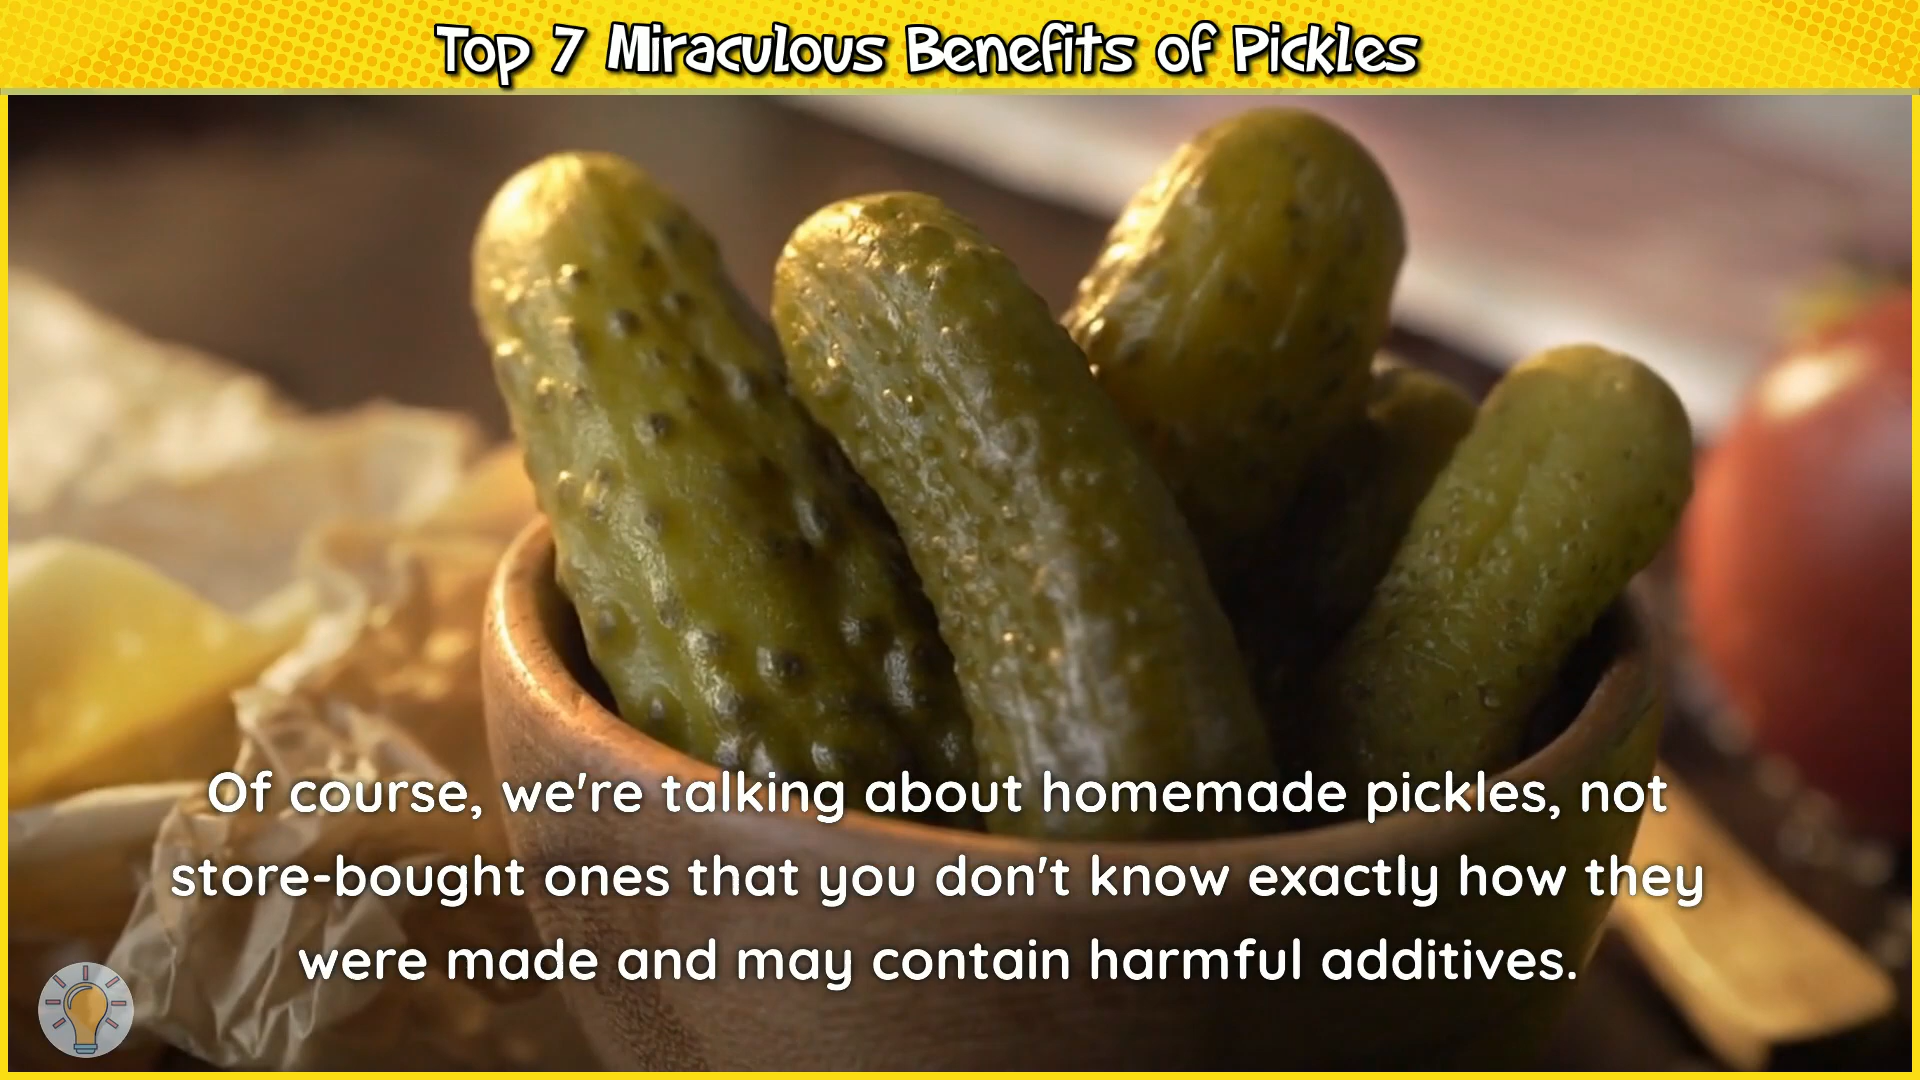 Top 7 Miraculous Benefits of Pickles
Of course, we're talking about homemade pickles, not
store-bought ones that you don't know exactly how they
were made and may contain harmful additives.